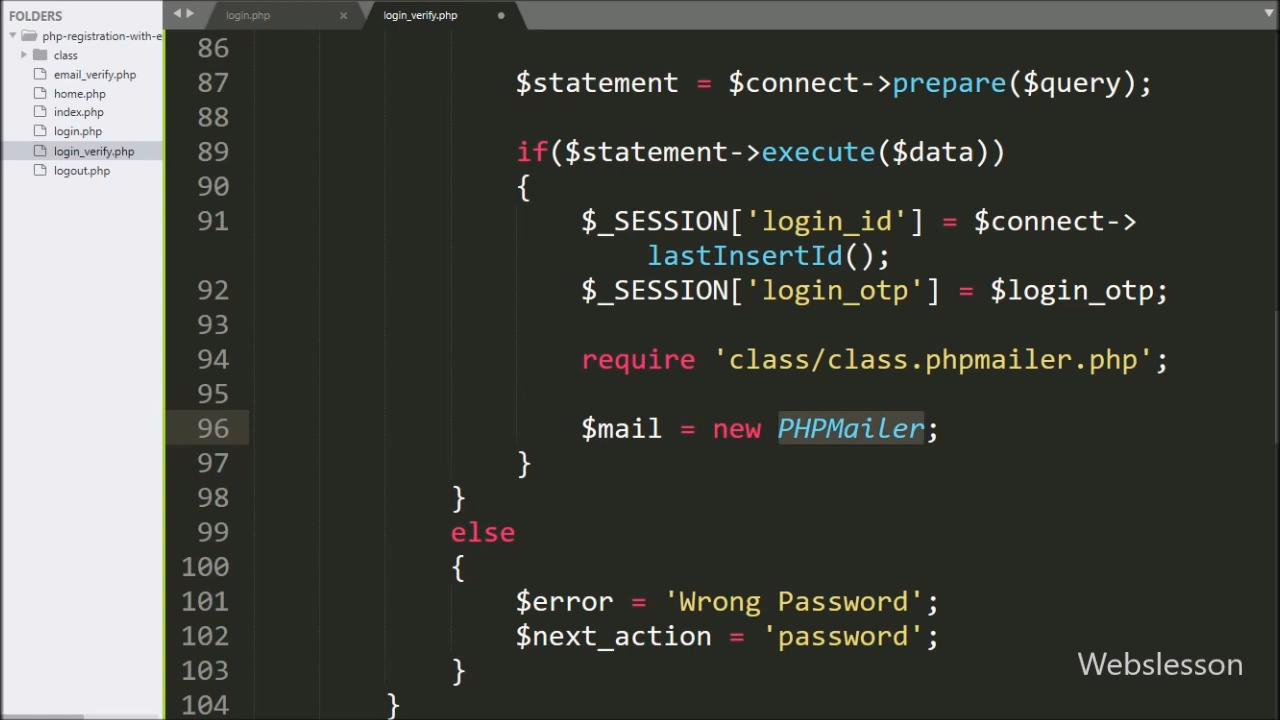 FOLDERS
php-registration-with-e
class
email_verify.php
home.php
index.php
login.php
login_verify.php
logout.php
login.php
login_verify.php
86
87 $statement = $connect->prepare($query);
88
89 if($statement->execute($data))
90 {
91 $_SESSION['login_id'] = $connect->
lastInsertId();
92 $_SESSION['login_otp'] = $login_otp;
93
94 require 'class/class.phpmailer.php';
95
96 $mail = new PHPMailer;
97 }
98 }
99 else
100 {
101 $error = 'Wrong Password';
102 $next_action = 'password';
103 }
104 }
Webslesson